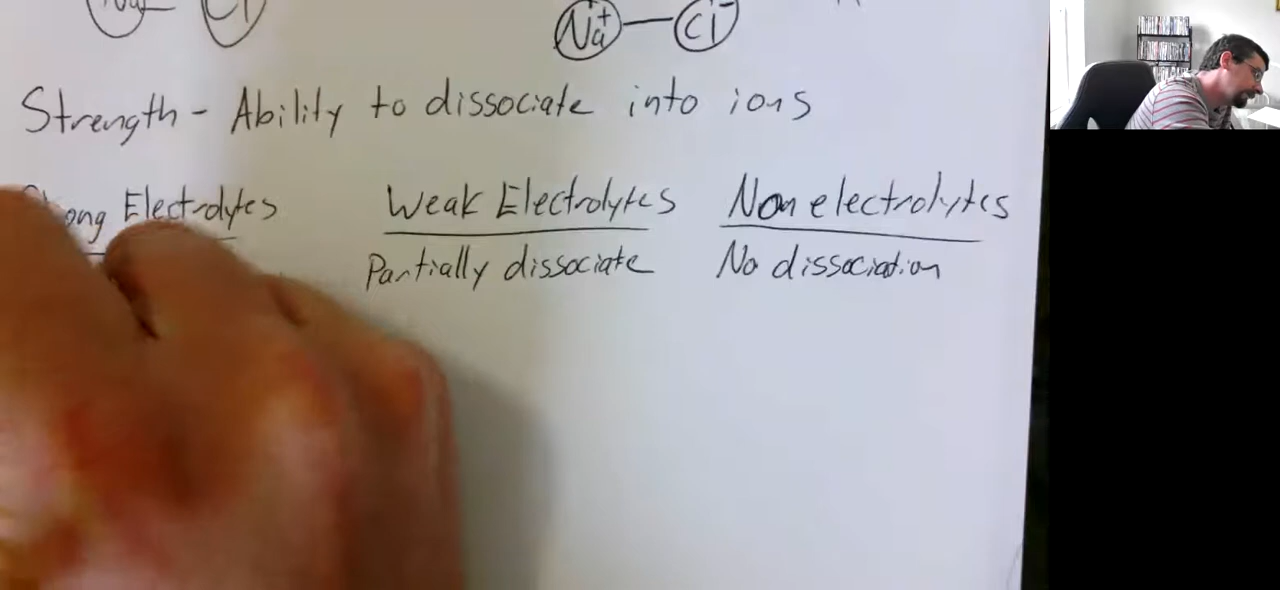 Na⁺ Cl⁻
Strength - Ability to dissociate into ions
Electrolytes Weak Electrolytes Nonelectrolytes
Partially dissociate No dissociation